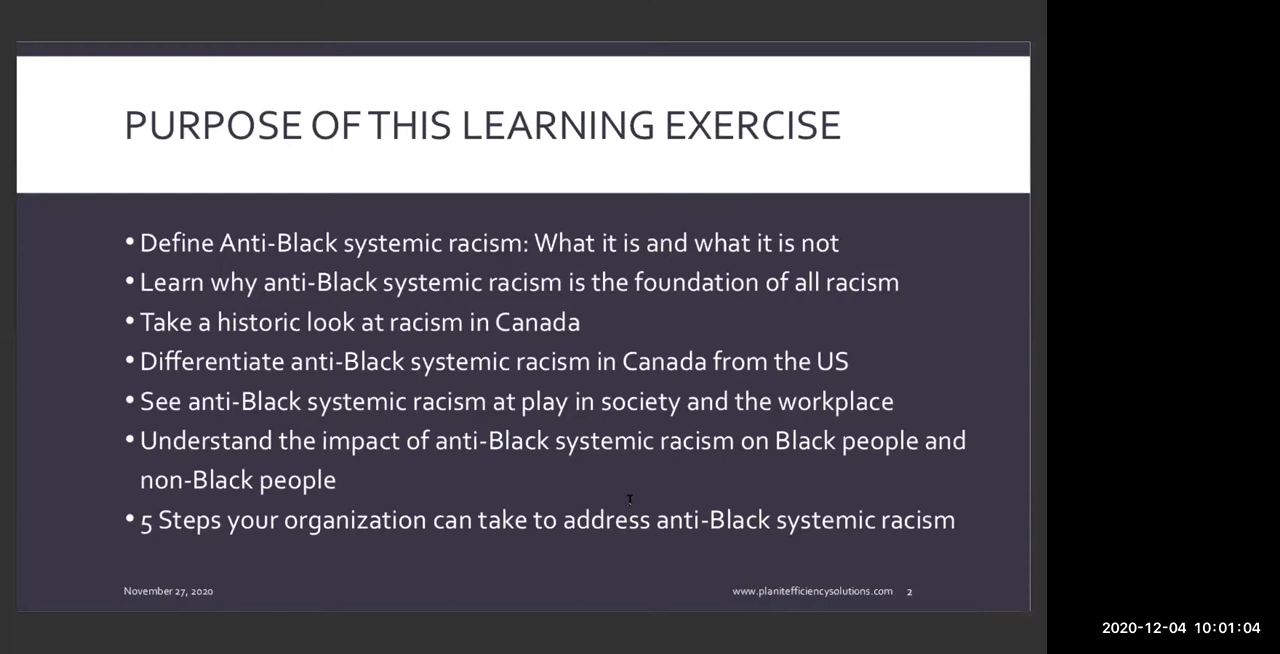 PURPOSE OF THIS LEARNING EXERCISE
• Define Anti-Black systemic racism: What it is and what it is not
• Learn why anti-Black systemic racism is the foundation of all racism
• Take a historic look at racism in Canada
• Differentiate anti-Black systemic racism in Canada from the US
• See anti-Black systemic racism at play in society and the workplace
• Understand the impact of anti-Black systemic racism on Black people and
non-Black people
• 5 Steps your organization can take to address anti-Black systemic racism
November 27, 2020
www.planitefficiencysolutions.com 2
2020-12-04 10:01:04